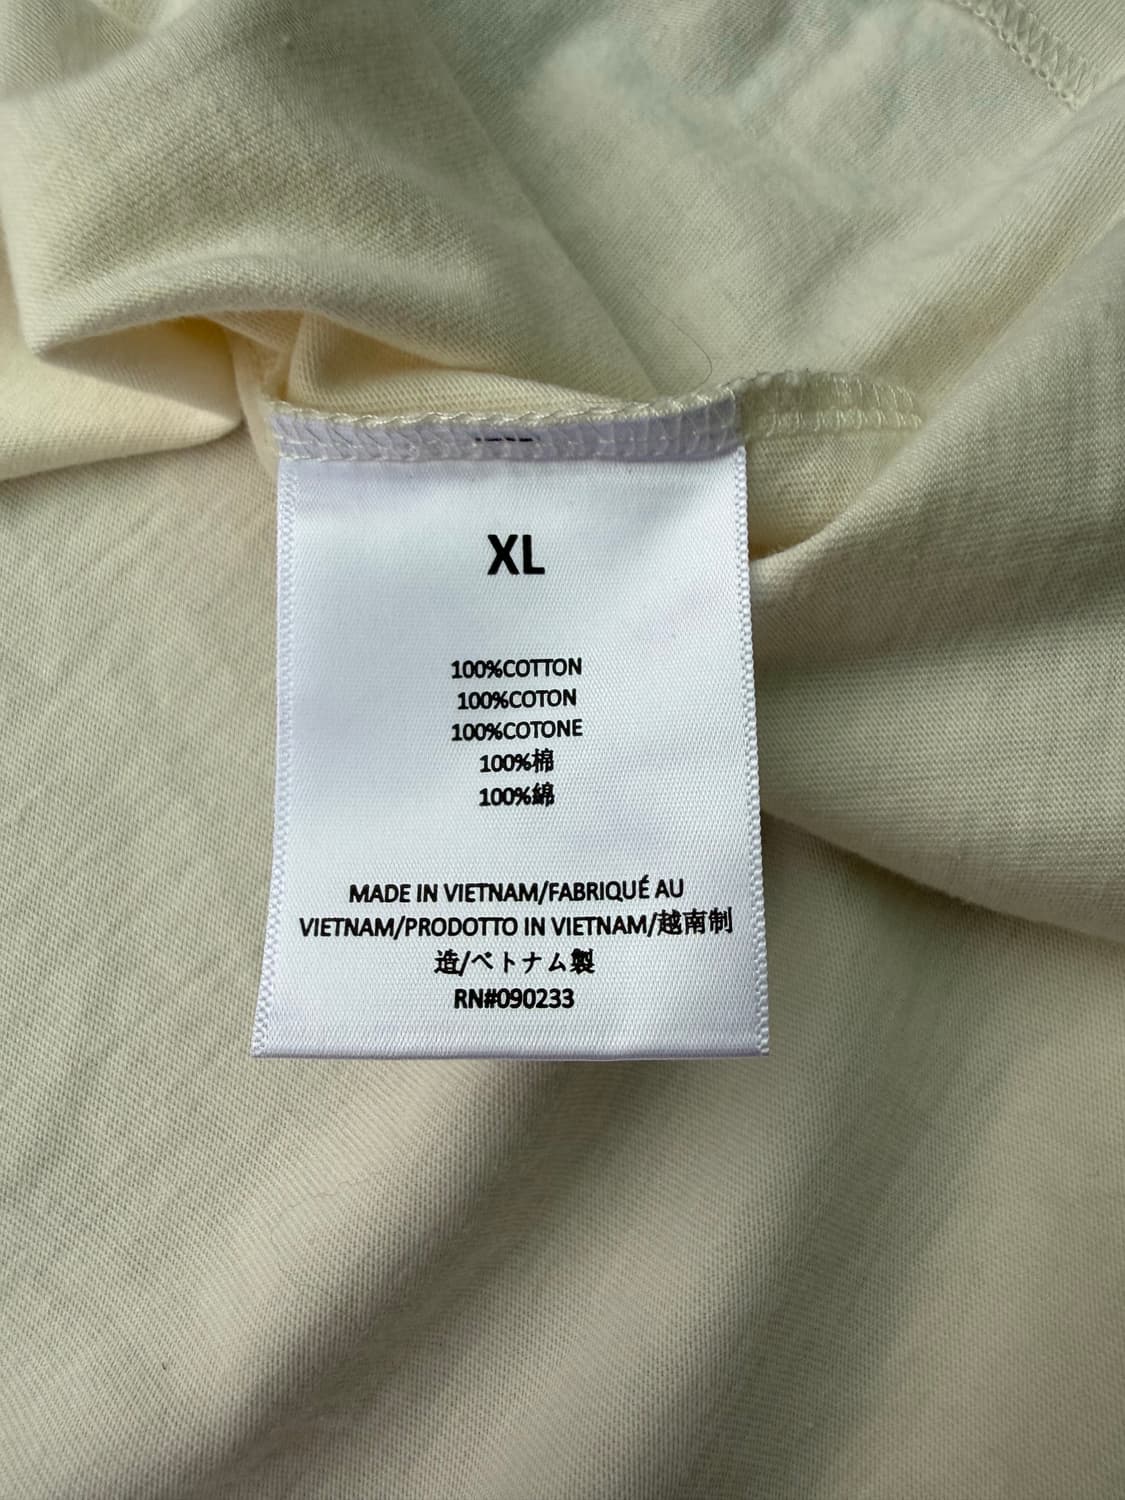 XL
100%COTTON
100%COTON
100%COTONE
100%棉
100%綿
MADE IN VIETNAM/FABRIQUÉ AU
VIETNAM/PRODOTTO IN VIETNAM/越南制
造/ベトナム製
RN#090233